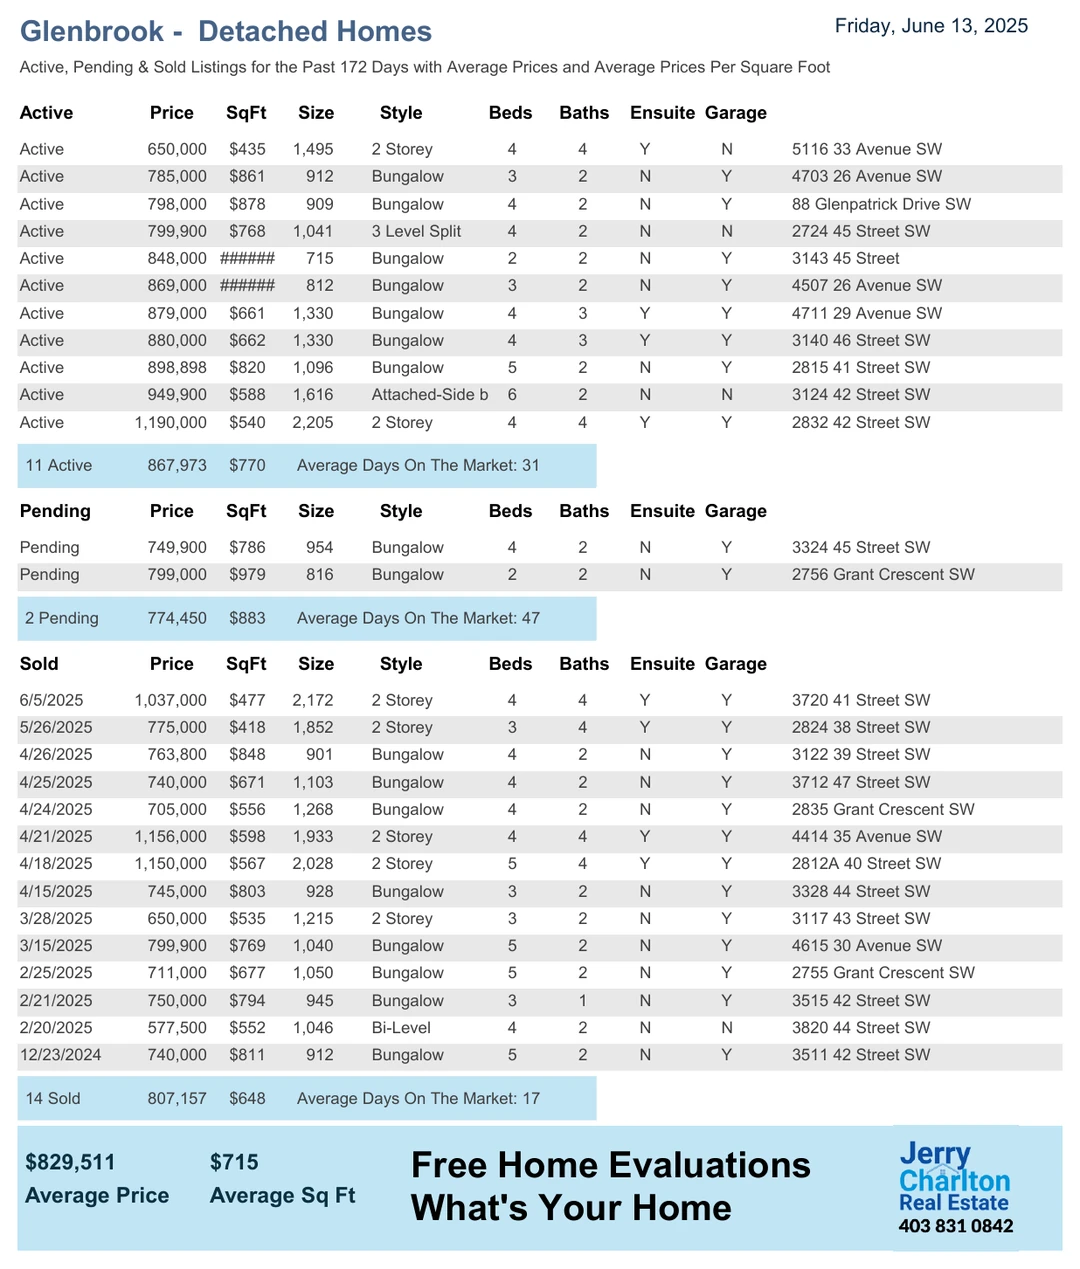 Glenbrook - Detached Homes
Friday, June 13, 2025
Active, Pending & Sold Listings for the Past 172 Days with Average Prices and Average Prices Per Square Foot
Active Price SqFt Size Style Beds Baths Ensuite Garage
Active 650,000 $435 1,495 2 Storey 4 4 Y N 5116 33 Avenue SW
Active 785,000 $861 912 Bungalow 3 2 N Y 4703 26 Avenue SW
Active 798,000 $878 909 Bungalow 4 2 N Y 88 Glenpatrick Drive SW
Active 799,900 $768 1,041 3 Level Split 4 2 N N 2724 45 Street SW
Active 848,000 ###### 715 Bungalow 2 2 N Y 3143 45 Street
Active 869,000 ###### 812 Bungalow 3 2 N Y 4507 26 Avenue SW
Active 879,000 $661 1,330 Bungalow 4 3 Y Y 4711 29 Avenue SW
Active 880,000 $662 1,330 Bungalow 4 3 Y Y 3140 46 Street SW
Active 898,898 $820 1,096 Bungalow 5 2 N Y 2815 41 Street SW
Active 949,900 $588 1,616 Attached-Side b 6 2 N N 3124 42 Street SW
Active 1,190,000 $540 2,205 2 Storey 4 4 Y Y 2832 42 Street SW
11 Active 867,973 $770 Average Days On The Market: 31
Pending Price SqFt Size Style Beds Baths Ensuite Garage
Pending 749,900 $786 954 Bungalow 4 2 N Y 3324 45 Street SW
Pending 799,000 $979 816 Bungalow 2 2 N Y 2756 Grant Crescent SW
2 Pending 774,450 $883 Average Days On The Market: 47
Sold Price SqFt Size Style Beds Baths Ensuite Garage
6/5/2025 1,037,000 $477 2,172 2 Storey 4 4 Y Y 3720 41 Street SW
5/26/2025 775,000 $418 1,852 2 Storey 3 4 Y Y 2824 38 Street SW
4/26/2025 763,800 $848 901 Bungalow 4 2 N Y 3122 39 Street SW
4/25/2025 740,000 $671 1,103 Bungalow 4 2 N Y 3712 47 Street SW
4/24/2025 705,000 $556 1,268 Bungalow 4 2 N Y 2835 Grant Crescent SW
4/21/2025 1,156,000 $598 1,933 2 Storey 4 4 Y Y 4414 35 Avenue SW
4/18/2025 1,150,000 $567 2,028 2 Storey 5 4 Y Y 2812A 40 Street SW
4/15/2025 745,000 $803 928 Bungalow 3 2 N Y 3328 44 Street SW
3/28/2025 650,000 $535 1,215 2 Storey 3 2 N Y 3117 43 Street SW
3/15/2025 799,900 $769 1,040 Bungalow 5 2 N Y 4615 30 Avenue SW
2/25/2025 711,000 $677 1,050 Bungalow 5 2 N Y 2755 Grant Crescent SW
2/21/2025 750,000 $794 945 Bungalow 3 1 N Y 3515 42 Street SW
2/20/2025 577,500 $552 1,046 Bi-Level 4 2 N N 3820 44 Street SW
12/23/2024 740,000 $811 912 Bungalow 5 2 N Y 3511 42 Street SW
14 Sold 807,157 $648 Average Days On The Market: 17
$829,511 $715
Average Price Average Sq Ft
Free Home Evaluations
What's Your Home
Jerry
Charlton
Real Estate
403 831 0842